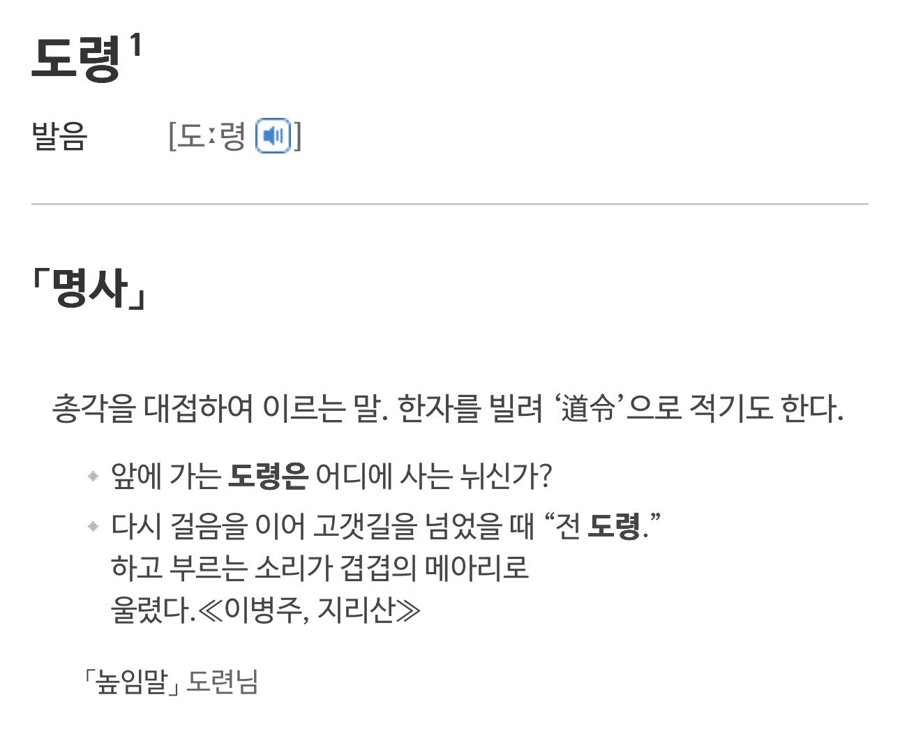 도령1
발음 [도ː령]
「명사」
총각을 대접하여 이르는 말. 한자를 빌려 ‘道令’으로 적기도 한다.
앞에 가는 도령은 어디에 사는 뉘신가?
다시 걸음을 이어 고갯길을 넘었을 때 “전 도령.”
하고 부르는 소리가 겹겹의 메아리로
울렸다.≪이병주, 지리산≫
「높임말」 도련님